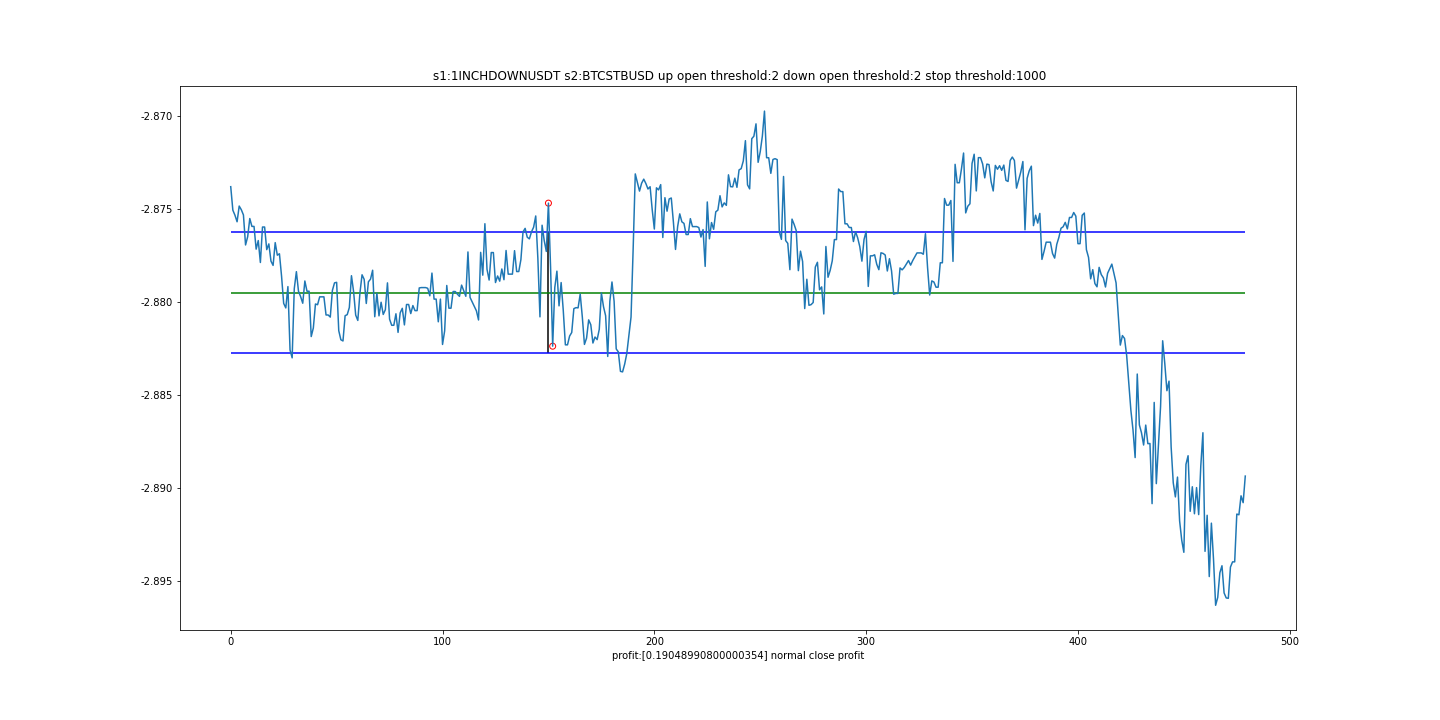 s1:1INCHDOWNUSDT s2:BTCSTBUSD up open threshold:2 down open threshold:2 stop threshold:1000
-2.870
-2.875
-2.880
-2.885
-2.890
-2.895
0 100 200 300 400 500
profit:[0.19048990800000354] normal close profit